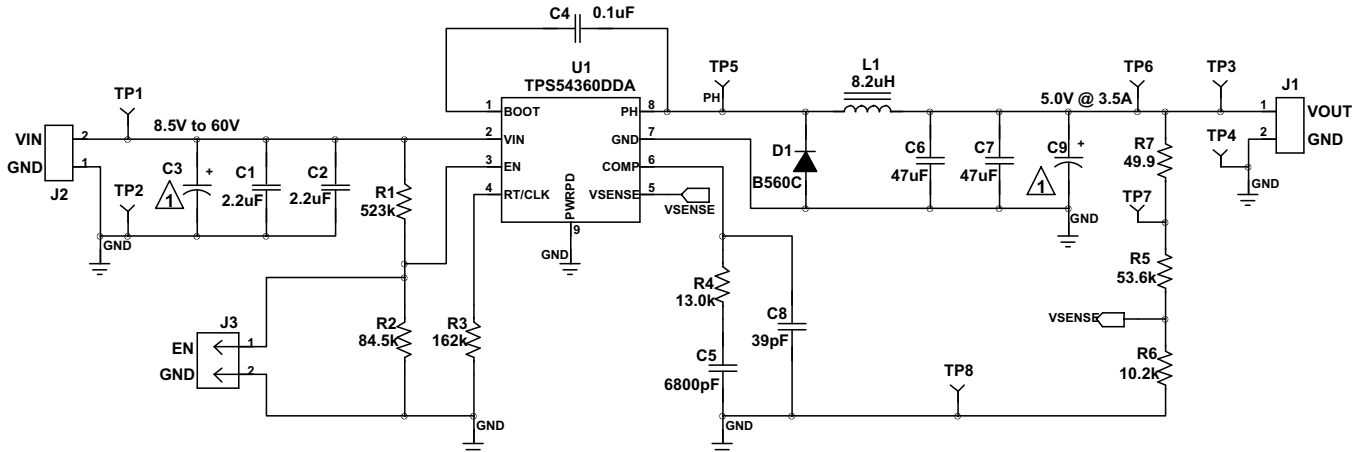 C4
0.1uF
U1
TPS54360DDA
TP5
L1
8.2uH
TP6
TP3
J1
TP1
PH
5.0V @ 3.5A
1
VOUT
2
GND
1
BOOT
PH
8
VIN
2
8.5V to 60V
2
VIN
GND
7
GND
1
3
EN
COMP
6
J2
TP2
4
RT/CLK
VSENSE
5
VSENSE
PWRPD
9
GND
C3
+
1
C1
2.2uF
C2
2.2uF
R1
523k
GND
D1
B560C
C6
47uF
C7
47uF
C9
+
1
GND
R7
49.9
TP4
GND
TP7
R5
53.6k
R4
13.0k
C8
39pF
VSENSE
J3
EN
1
GND
2
R2
84.5k
R3
162k
C5
6800pF
R6
10.2k
TP8
GND
GND